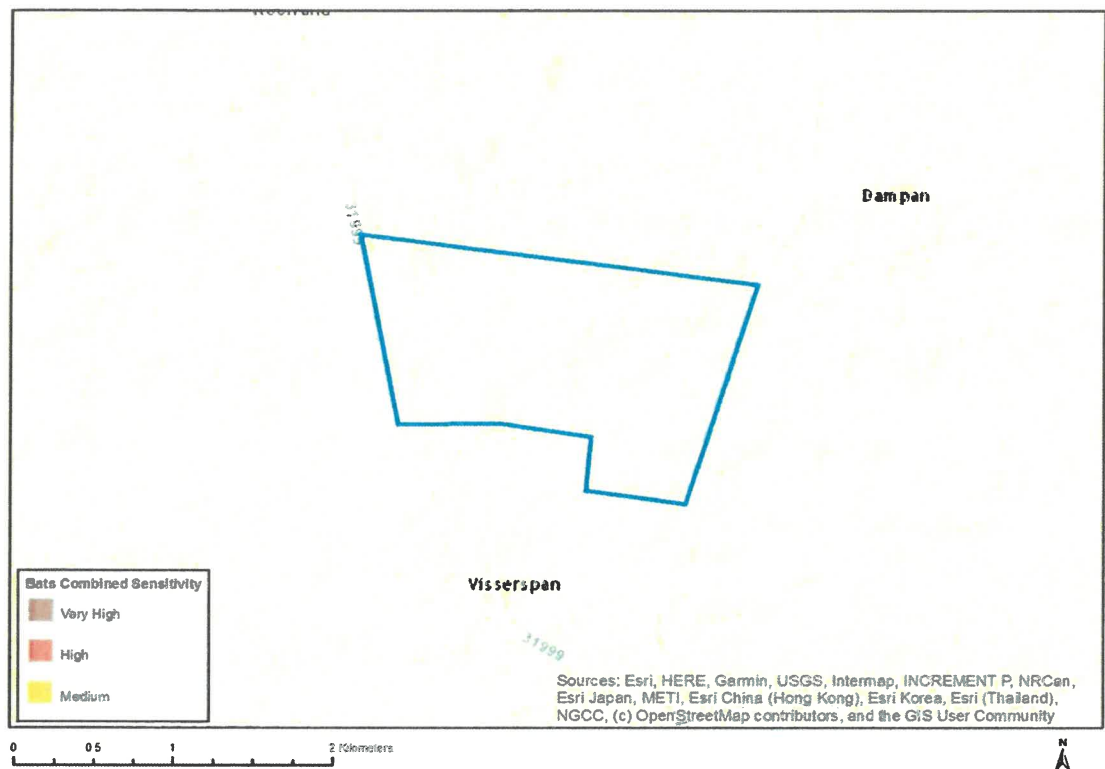 Dampan
31999
Visserspan
31999
Bats Combined Sensitivity
Very High
High
Medium
Sources: Esri, HERE, Garmin, USGS, Intermap, INCREMENT P, NRCan,
Esri Japan, METI, Esri China (Hong Kong), Esri Korea, Esri (Thailand),
NGCC, (c) OpenStreetMap contributors, and the GIS User Community
0 0.5 1 2 Kilometers
N